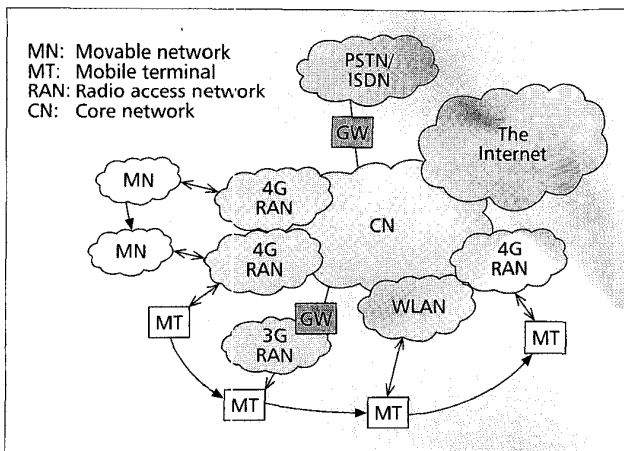 MN: Movable network
MT: Mobile terminal
RAN: Radio access network
CN: Core network
PSTN/
ISDN
GW
The
Internet
MN
4G
RAN
CN
MN
4G
RAN
4G
RAN
GW
WLAN
MT
3G
RAN
MT
MT
MT